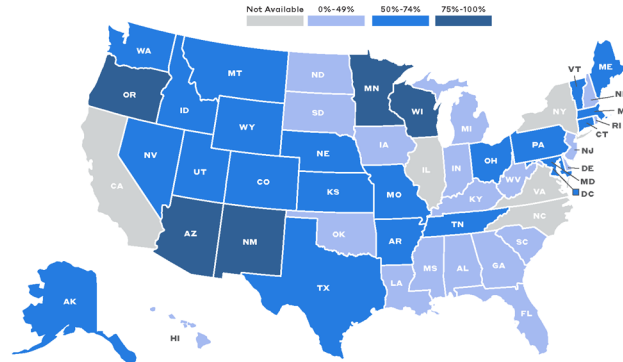 Not Available 0%-49% 50%-74% 75%-100%
WA
MT
ND
MN
VT
ME
OR
ID
SD
WI
MI
NY
WY
IA
PA
RI
CT
NJ
NV
NE
IL
IN
OH
DE
UT
CO
KS
MO
WV
VA
MD
DC
CA
KY
NC
AZ
NM
OK
AR
TN
SC
TX
LA
MS
AL
GA
AK
FL
HI